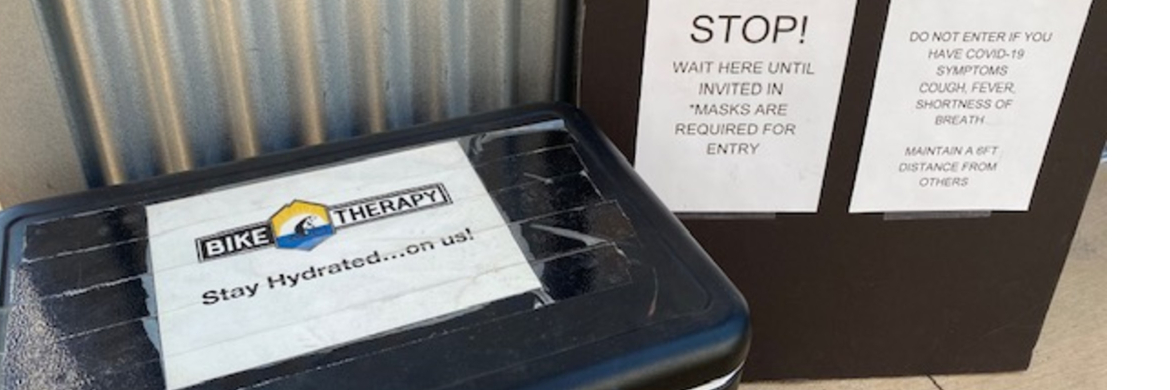 BIKE THERAPY
Stay Hydrated...on us!
STOP!
WAIT HERE UNTIL
INVITED IN
*MASKS ARE
REQUIRED FOR
ENTRY
DO NOT ENTER IF YOU
HAVE COVID-19
SYMPTOMS
COUGH, FEVER,
SHORTNESS OF
BREATH
MAINTAIN A 6FT
DISTANCE FROM
OTHERS